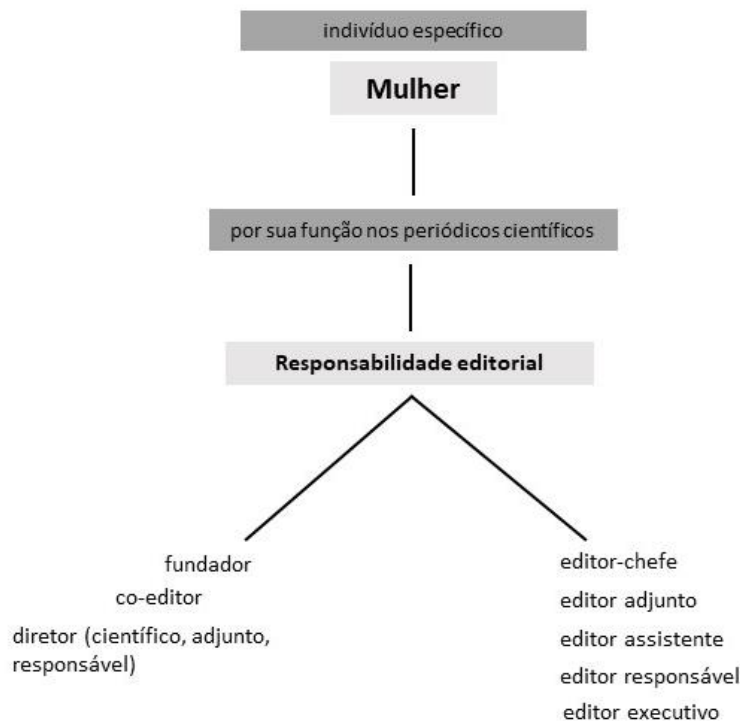 indivíduo específico
Mulher
por sua função nos periódicos científicos
Responsabilidade editorial
fundador
co-editor
diretor (científico, adjunto,
responsável)
editor-chefe
editor adjunto
editor assistente
editor responsável
editor executivo